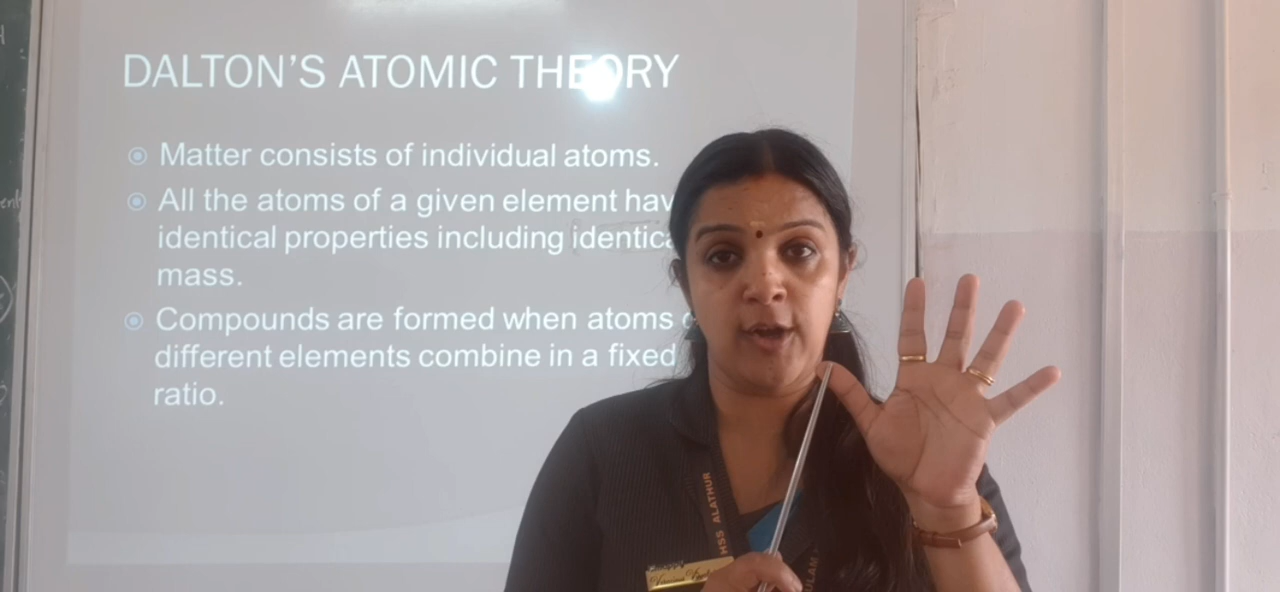 DALTON'S ATOMIC THEORY
Matter consists of individual atoms.
All the atoms of a given element hav
identical properties including identica
mass.
Compounds are formed when atoms
different elements combine in a fixed
ratio.
HSS ALATHUR
ULAM